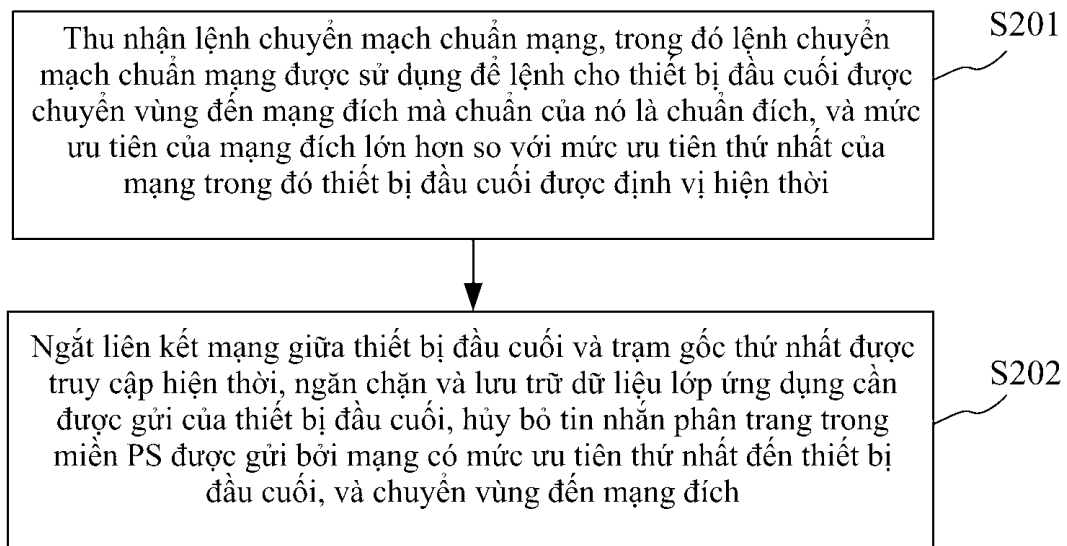 S201
Thu nhận lệnh chuyển mạch chuẩn mạng, trong đó lệnh chuyển
mạch chuẩn mạng được sử dụng để lệnh cho thiết bị đầu cuối được
chuyển vùng đến mạng đích mà chuẩn của nó là chuẩn đích, và mức
ưu tiên của mạng đích lớn hơn so với mức ưu tiên thứ nhất của
mạng trong đó thiết bị đầu cuối được định vị hiện thời
Ngắt liên kết mạng giữa thiết bị đầu cuối và trạm gốc thứ nhất được
truy cập hiện thời, ngăn chặn và lưu trữ dữ liệu lớp ứng dụng cần
được gửi của thiết bị đầu cuối, hủy bỏ tin nhắn phân trang trong
miền PS được gửi bởi mạng có mức ưu tiên thứ nhất đến thiết bị
đầu cuối, và chuyển vùng đến mạng đích
S202